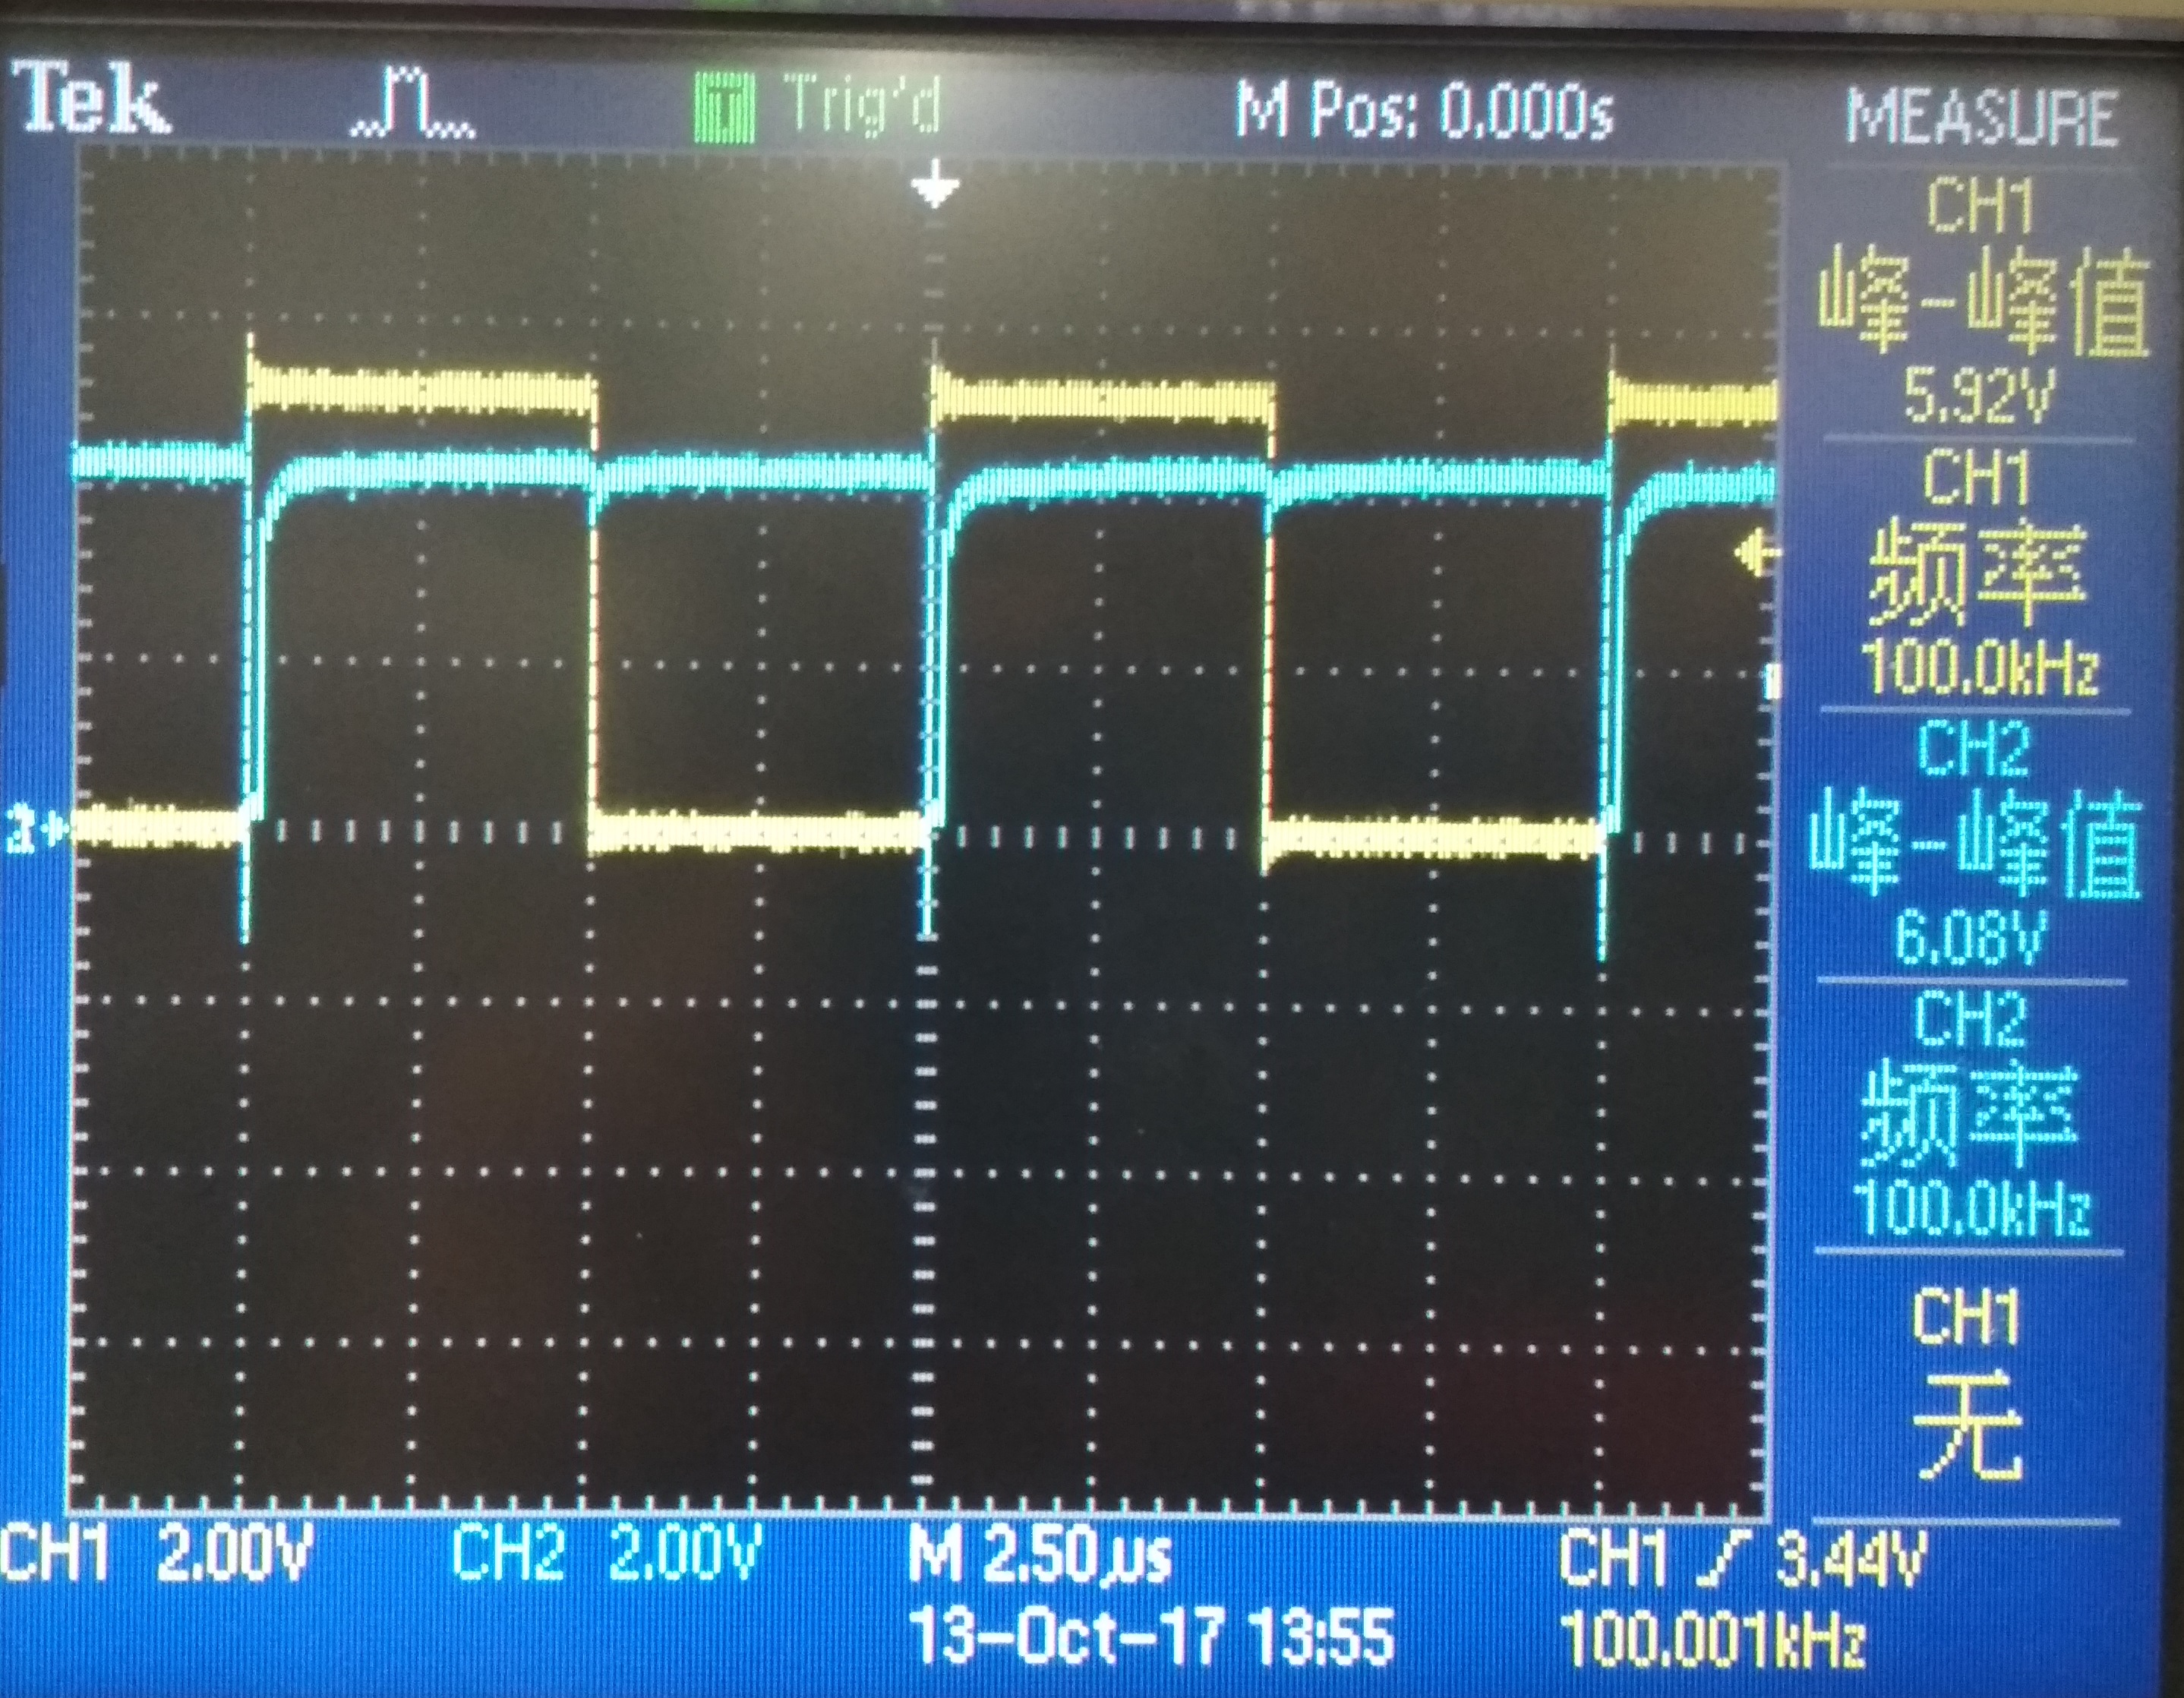 Tek Trig'd M Pos: 0.000s MEASURE
CH1
峰-峰值
5.92V
CH1
频率
100.0kHz
CH2
峰-峰值
6.08V
CH2
频率
100.0kHz
CH1
无
CH1 2.00V CH2 2.00V M 2.50µs CH1 3.44V
13-Oct-17 13:55 100.001kHz